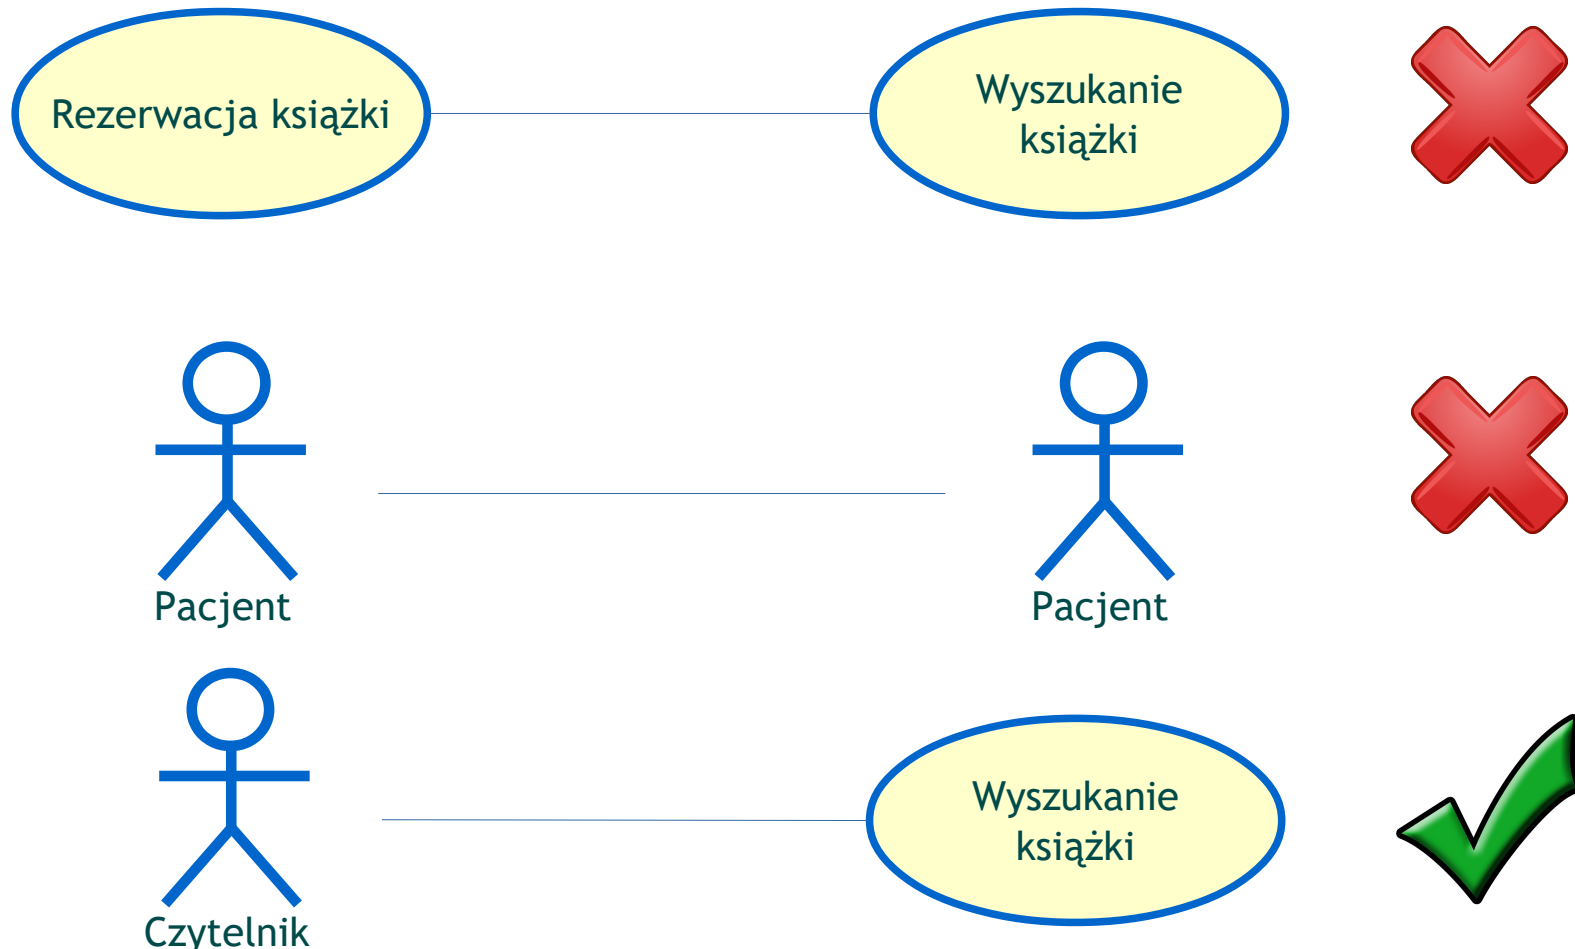 Rezerwacja książki
Wyszukanie
książki
Pacjent
Pacjent
Wyszukanie
książki
Czytelnik